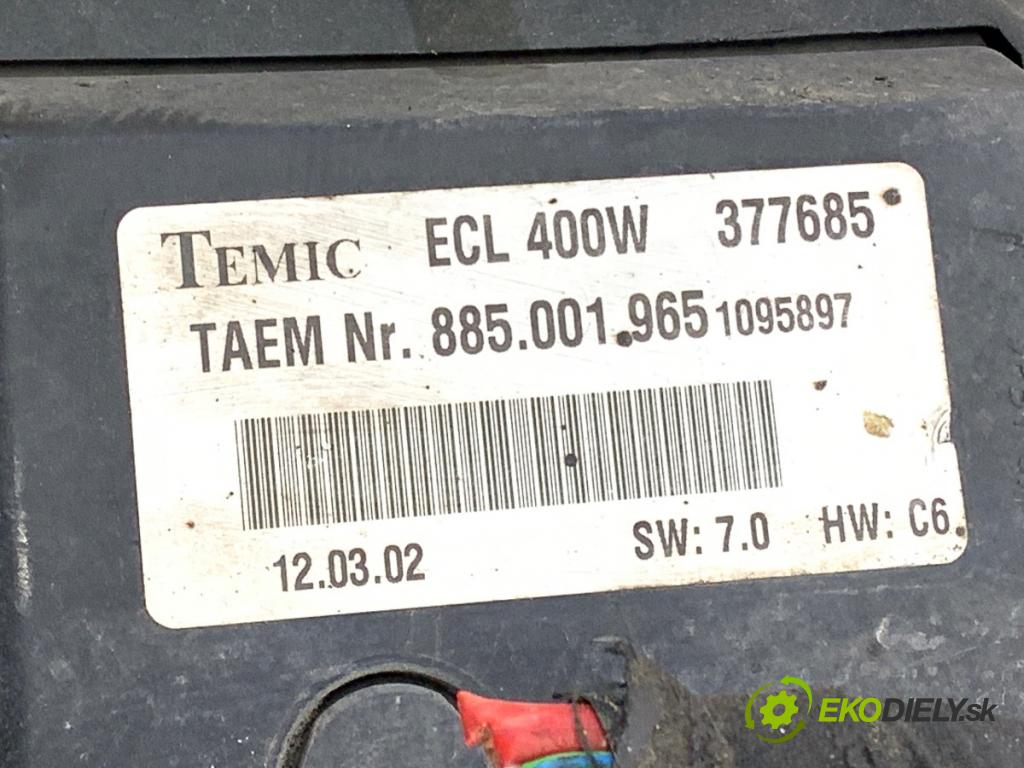 TEMIC ECL 400W 377685
TAEM Nr. 885.001.965 1095897
12.03.02 SW: 7.0 HW: C6
EKODIELY.sk